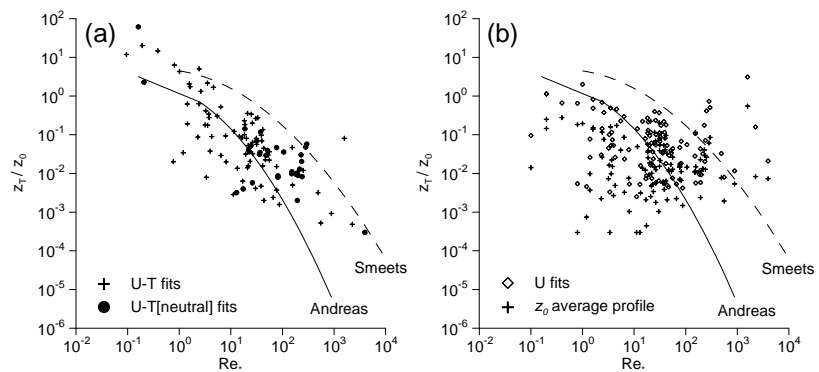 (a)
10^2
10^1
10^0
10^-1
10^-2
10^-3
10^-4
10^-5
10^-6
z_T/z_0
U-T fits
U-T[neutral] fits
Smeets
Andreas
10^-2 10^-1 10^0 10^1 10^2 10^3 10^4
Re_*
(b)
10^2
10^1
10^0
10^-1
10^-2
10^-3
10^-4
10^-5
10^-6
z_T/z_0
U fits
z_0 average profile
Smeets
Andreas
10^-2 10^-1 10^0 10^1 10^2 10^3 10^4
Re_*